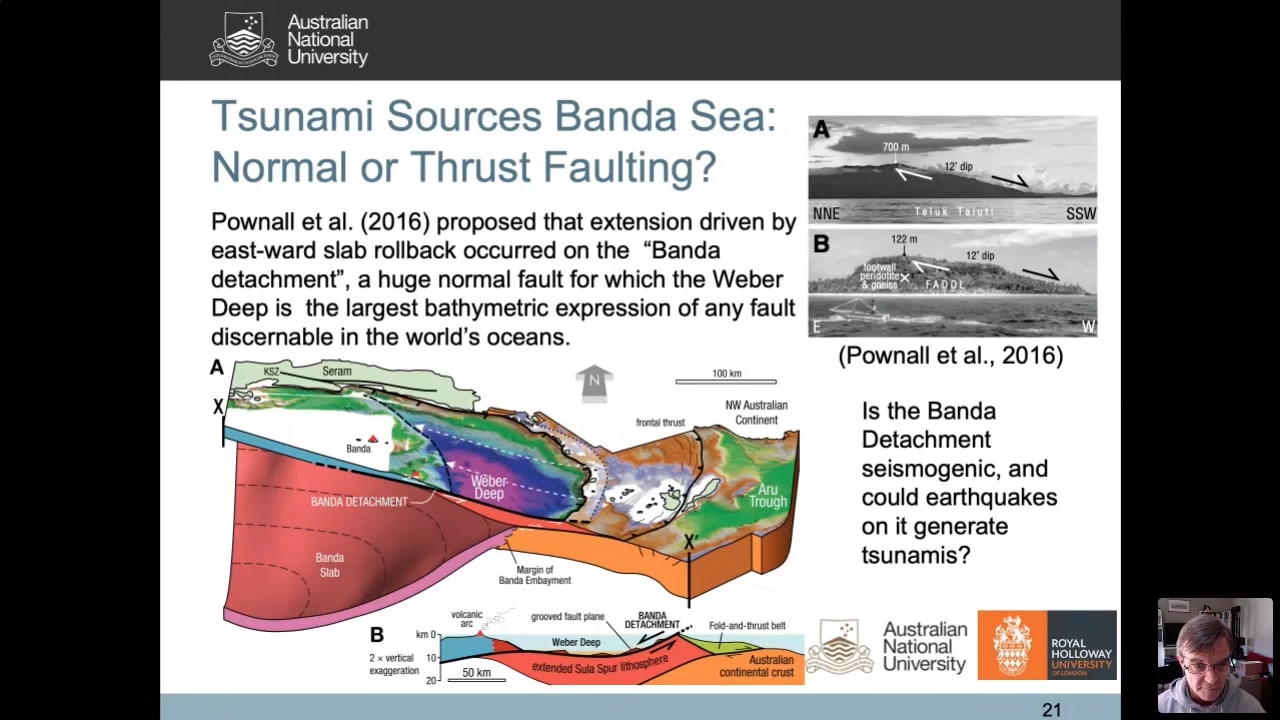 Australian
National
University
Tsunami Sources Banda Sea:
Normal or Thrust Faulting?
Pownall et al. (2016) proposed that extension driven by
east-ward slab rollback occurred on the “Banda
detachment”, a huge normal fault for which the Weber
Deep is the largest bathymetric expression of any fault
discernable in the world’s oceans.
A
700 m
12° dip
NNE
Teluk Taluti
SSW
B
122 m
12° dip
footwall
peridotite
& gneiss
FADOL
E
W
(Pownall et al., 2016)
Is the Banda
Detachment
seismogenic, and
could earthquakes
on it generate
tsunamis?
A
KSZ
Seram
N
100 km
X
frontal thrust
NW Australian
Continent
Banda
Weber
Deep
BANDA DETACHMENT
Aru
Trough
Banda
Slab
X'
Margin of
Banda Embayment
B
volcanic
arc
grooved fault plane
BANDA
DETACHMENT
Fold-and-thrust belt
km 0
10
20
2 × vertical
exaggeration
50 km
Weber Deep
extended Sula Spur lithosphere
Australian
continental crust
Australian
National
University
ROYAL
HOLLOWAY
UNIVERSITY
OF LONDON
21